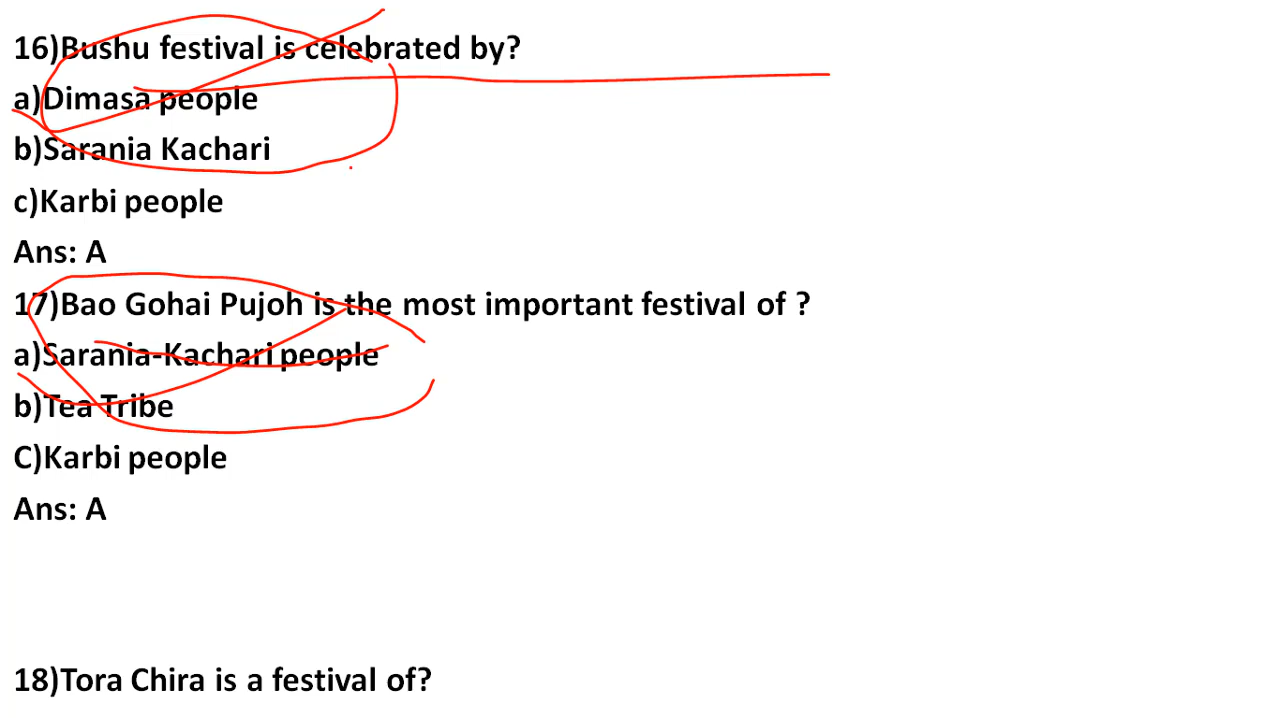 16)Bushu festival is celebrated by?
a)Dimasa people
b)Sarania Kachari
c)Karbi people
Ans: A
17)Bao Gohai Pujoh is the most important festival of ?
a)Sarania-Kachari people
b)Tea Tribe
C)Karbi people
Ans: A
18)Tora Chira is a festival of?